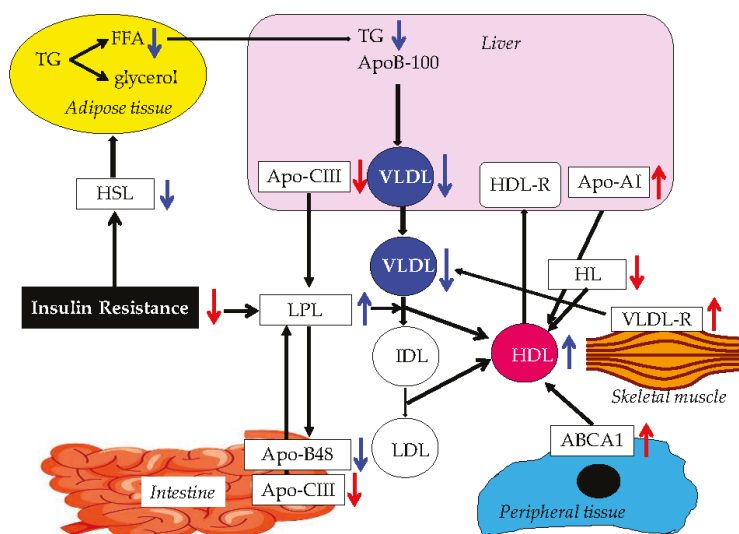 TG
FFA
glycerol
Adipose tissue
TG
ApoB-100
Liver
Apo-CIII
VLDL
HDL-R
Apo-AI
HSL
VLDL
HL
Insulin Resistance
LPL
VLDL-R
IDL
HDL
Skeletal muscle
LDL
Apo-B48
ABCA1
Intestine
Apo-CIII
Peripheral tissue